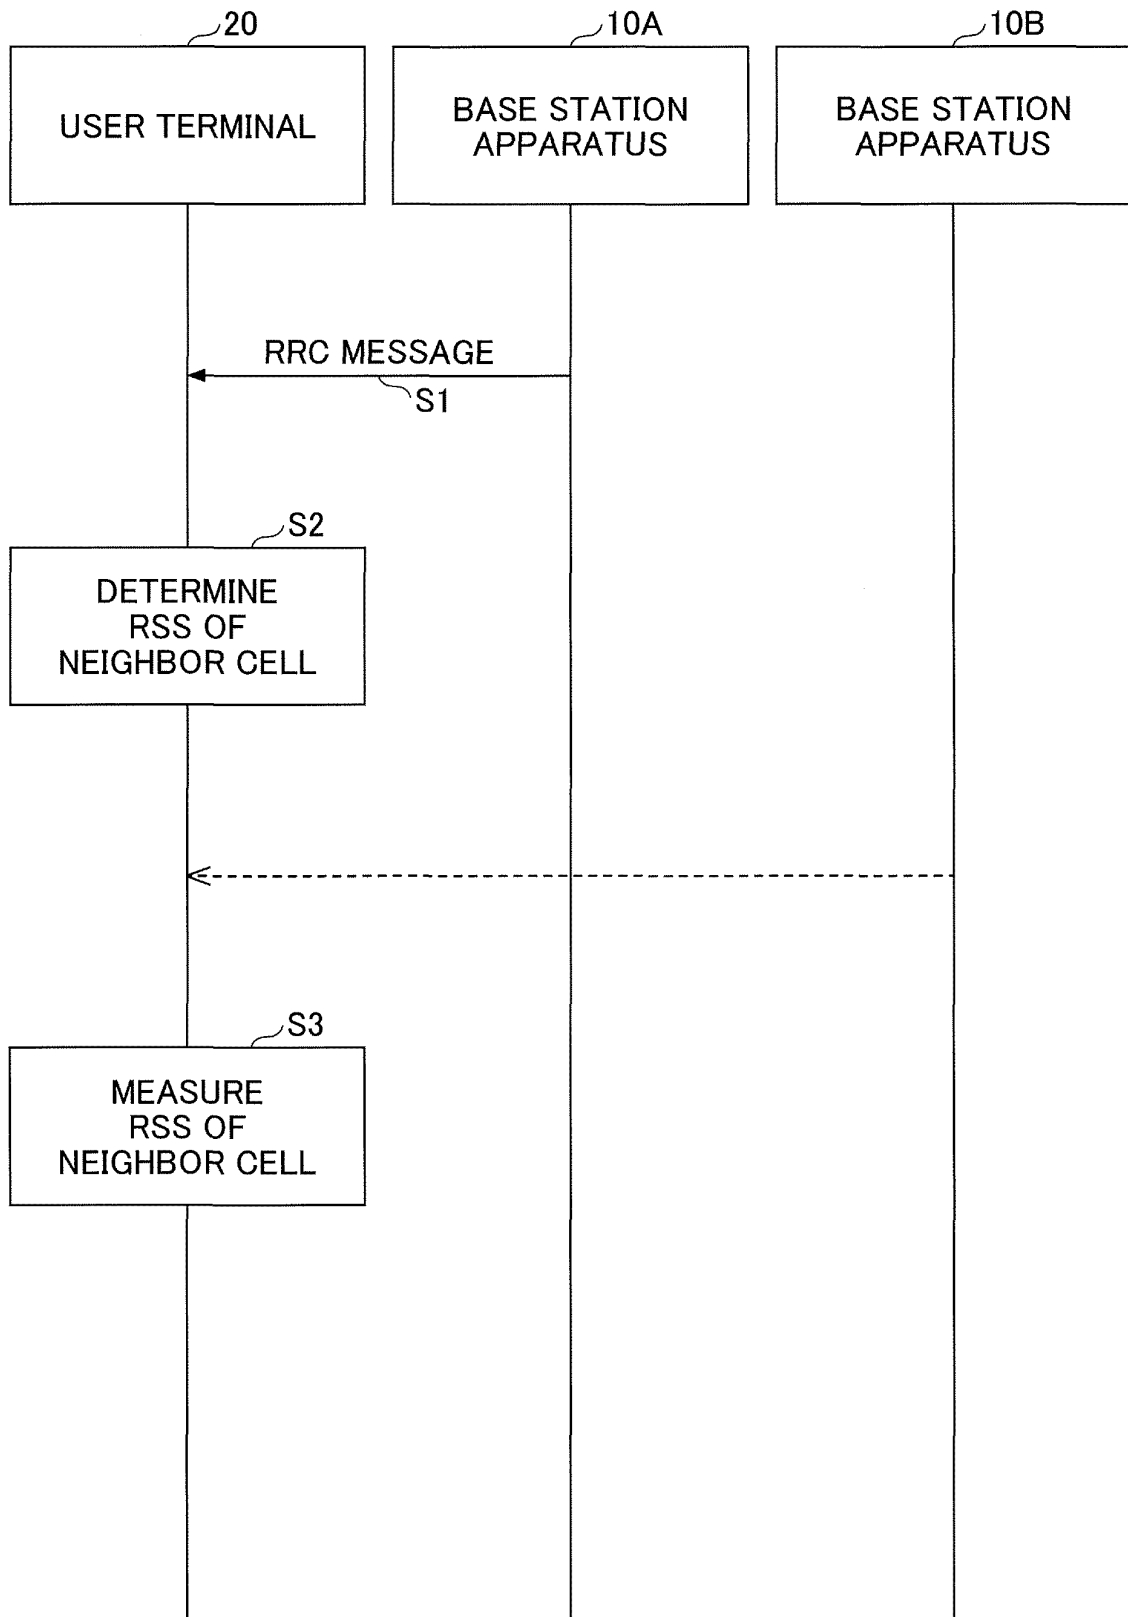 20
10A
10B
USER TERMINAL
BASE STATION
APPARATUS
BASE STATION
APPARATUS
RRC MESSAGE
S1
S2
DETERMINE
RSS OF
NEIGHBOR CELL
S3
MEASURE
RSS OF
NEIGHBOR CELL